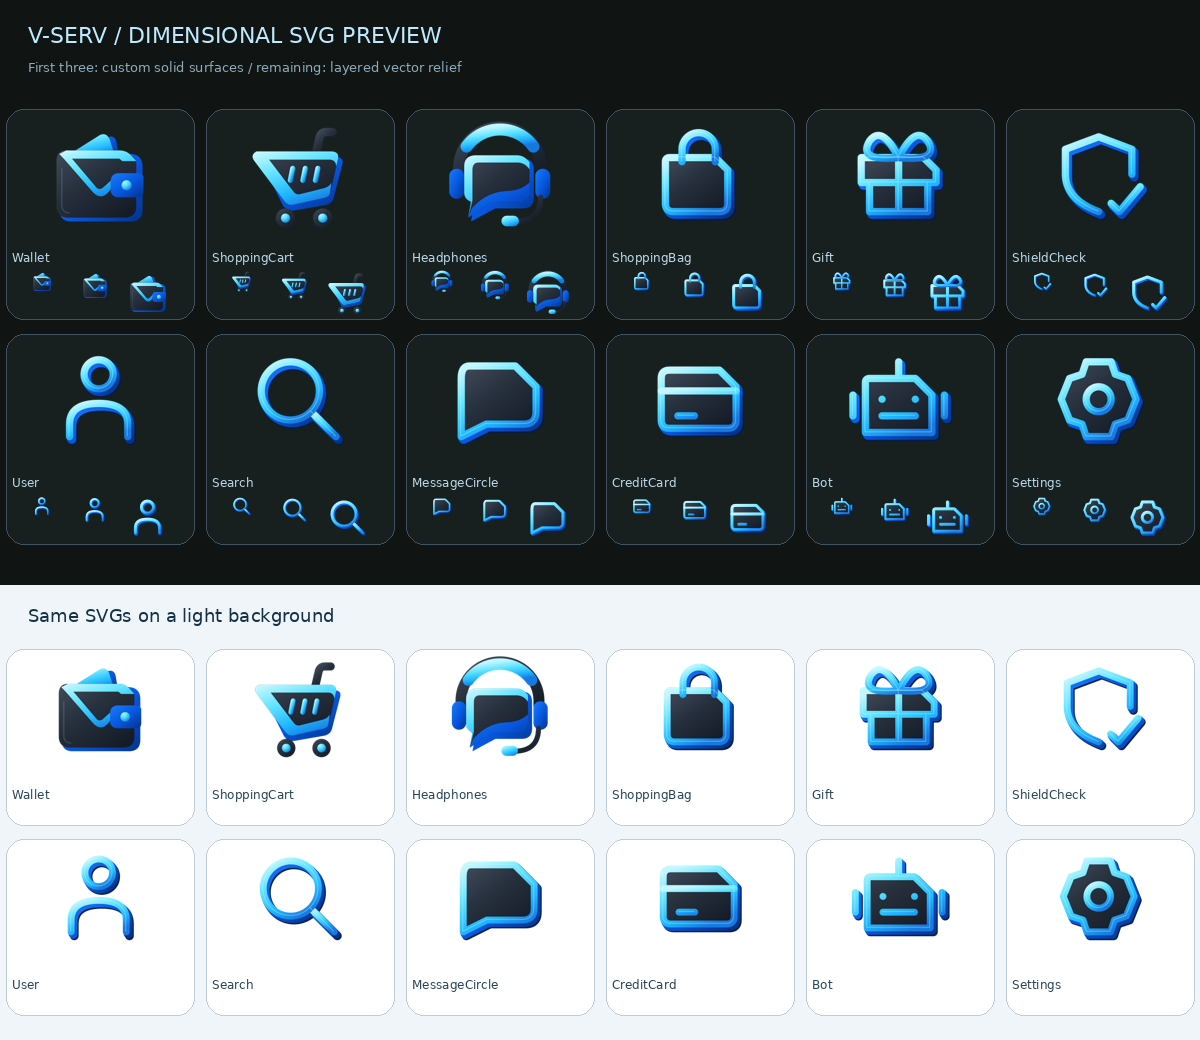 V-SERV / DIMENSIONAL SVG PREVIEW
First three: custom solid surfaces / remaining: layered vector relief
Wallet
ShoppingCart
Headphones
ShoppingBag
Gift
ShieldCheck
User
Search
MessageCircle
CreditCard
Bot
Settings
Same SVGs on a light background
Wallet
ShoppingCart
Headphones
ShoppingBag
Gift
ShieldCheck
User
Search
MessageCircle
CreditCard
Bot
Settings